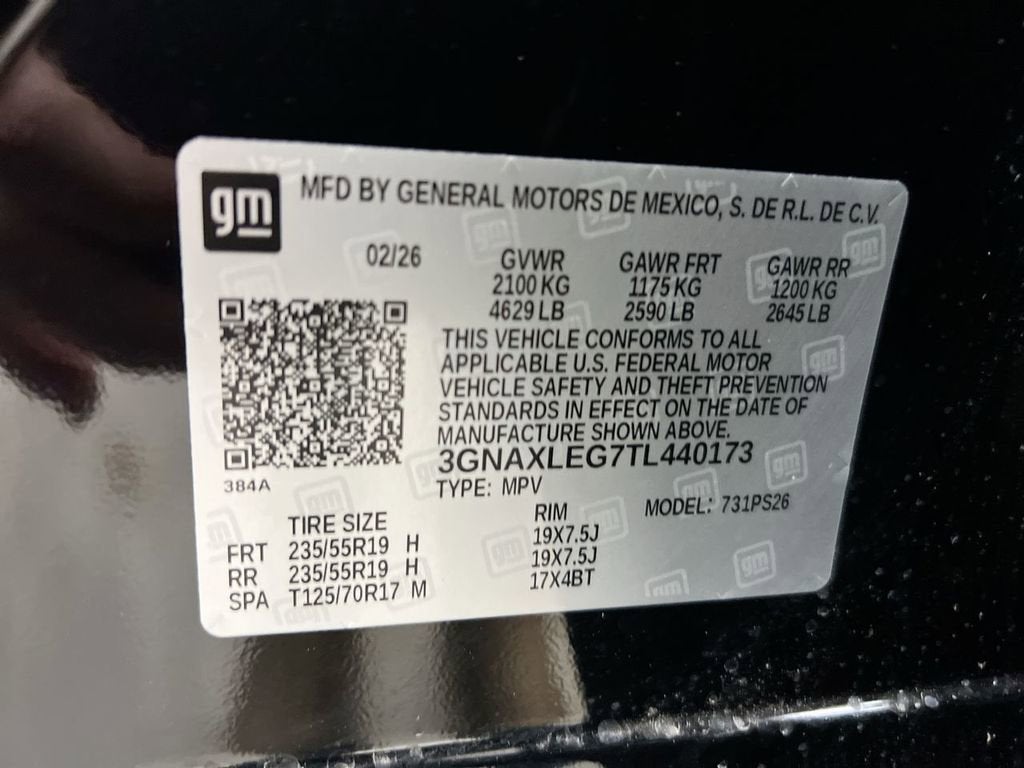 gm MFD BY GENERAL MOTORS DE MEXICO, S. DE R.L. DE C.V.
02/26 GVWR GAWR FRT GAWR RR
2100 KG 1175 KG 1200 KG
4629 LB 2590 LB 2645 LB
THIS VEHICLE CONFORMS TO ALL
APPLICABLE U.S. FEDERAL MOTOR
VEHICLE SAFETY AND THEFT PREVENTION
STANDARDS IN EFFECT ON THE DATE OF
MANUFACTURE SHOWN ABOVE.
3GNAXLEG7TL440173
384A TYPE: MPV MODEL: 731PS26
TIRE SIZE RIM
FRT 235/55R19 H 19X7.5J
RR 235/55R19 H 19X7.5J
SPA T125/70R17 M 17X4BT